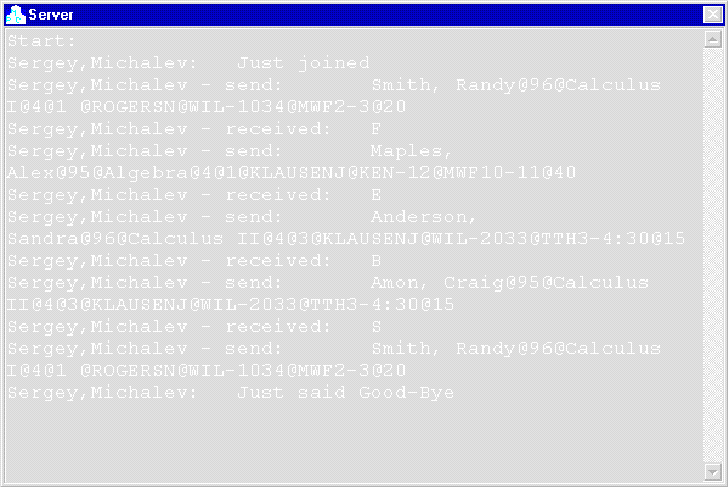 Server
Start:
Sergey,Michalev:   Just joined
Sergey,Michalev - send:        Smith, Randy@96@Calculus
I@4@1 @ROGERSN@WIL-1034@MWF2-3@20
Sergey,Michalev - received:    F
Sergey,Michalev - send:        Maples,
Alex@95@Algebra@4@1@KLAUSENJ@KEN-12@MWF10-11@40
Sergey,Michalev - received:    E
Sergey,Michalev - send:        Anderson,
Sandra@96@Calculus II@4@3@KLAUSENJ@WIL-2033@TTH3-4:30@15
Sergey,Michalev - received:    B
Sergey,Michalev - send:        Amon, Craig@95@Calculus
II@4@3@KLAUSENJ@WIL-2033@TTH3-4:30@15
Sergey,Michalev - received:    S
Sergey,Michalev - send:        Smith, Randy@96@Calculus
I@4@1 @ROGERSN@WIL-1034@MWF2-3@20
Sergey,Michalev:   Just said Good-Bye